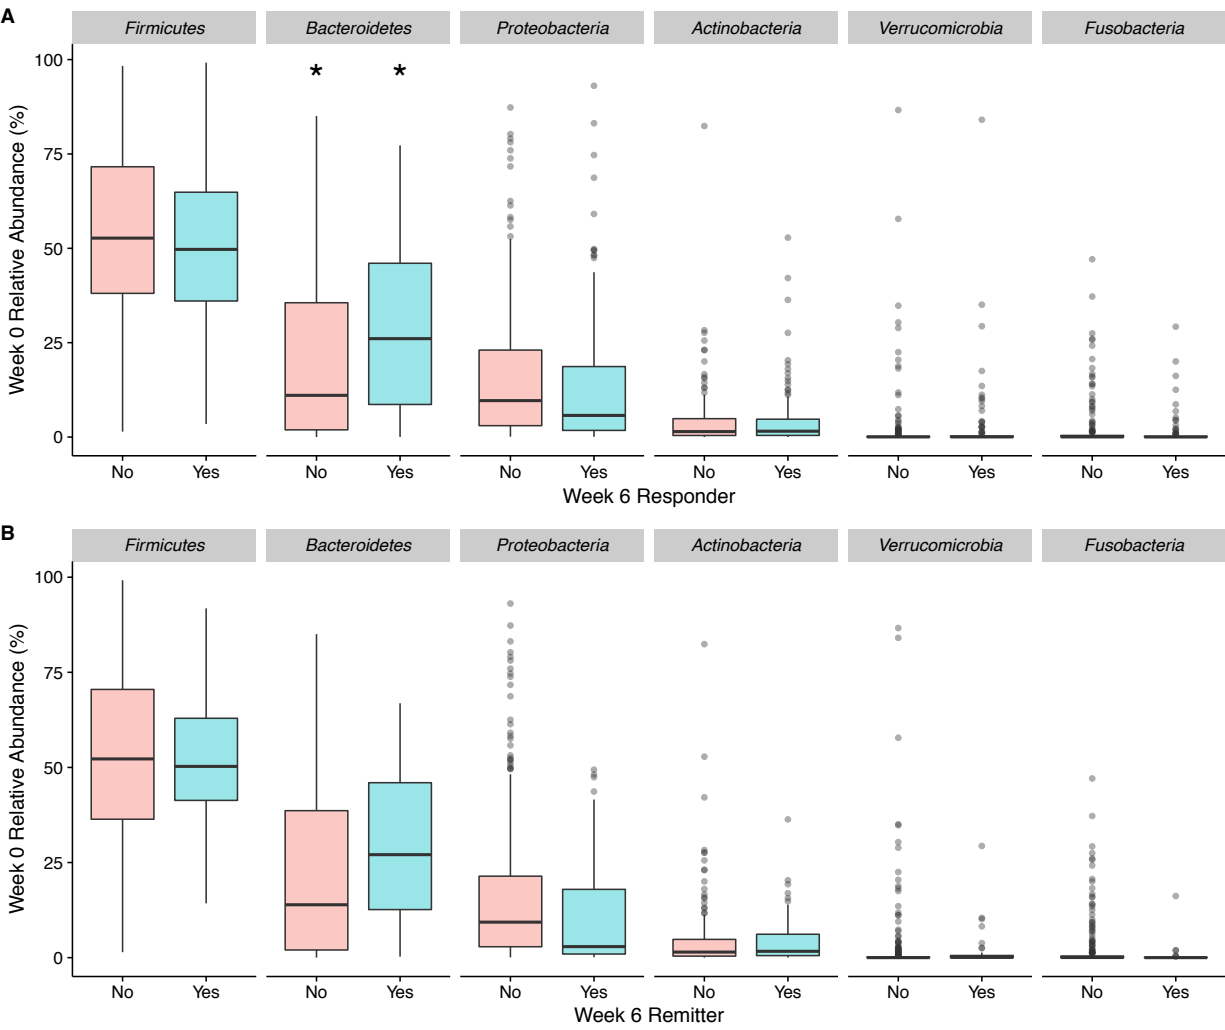 A
Firmicutes Bacteroidetes Proteobacteria Actinobacteria Verrucomicrobia Fusobacteria
* *
Week 0 Relative Abundance (%)
100
75
50
25
0
No Yes No Yes No Yes No Yes No Yes No Yes
Week 6 Responder
B
Firmicutes Bacteroidetes Proteobacteria Actinobacteria Verrucomicrobia Fusobacteria
Week 0 Relative Abundance (%)
100
75
50
25
0
No Yes No Yes No Yes No Yes No Yes No Yes
Week 6 Remitter